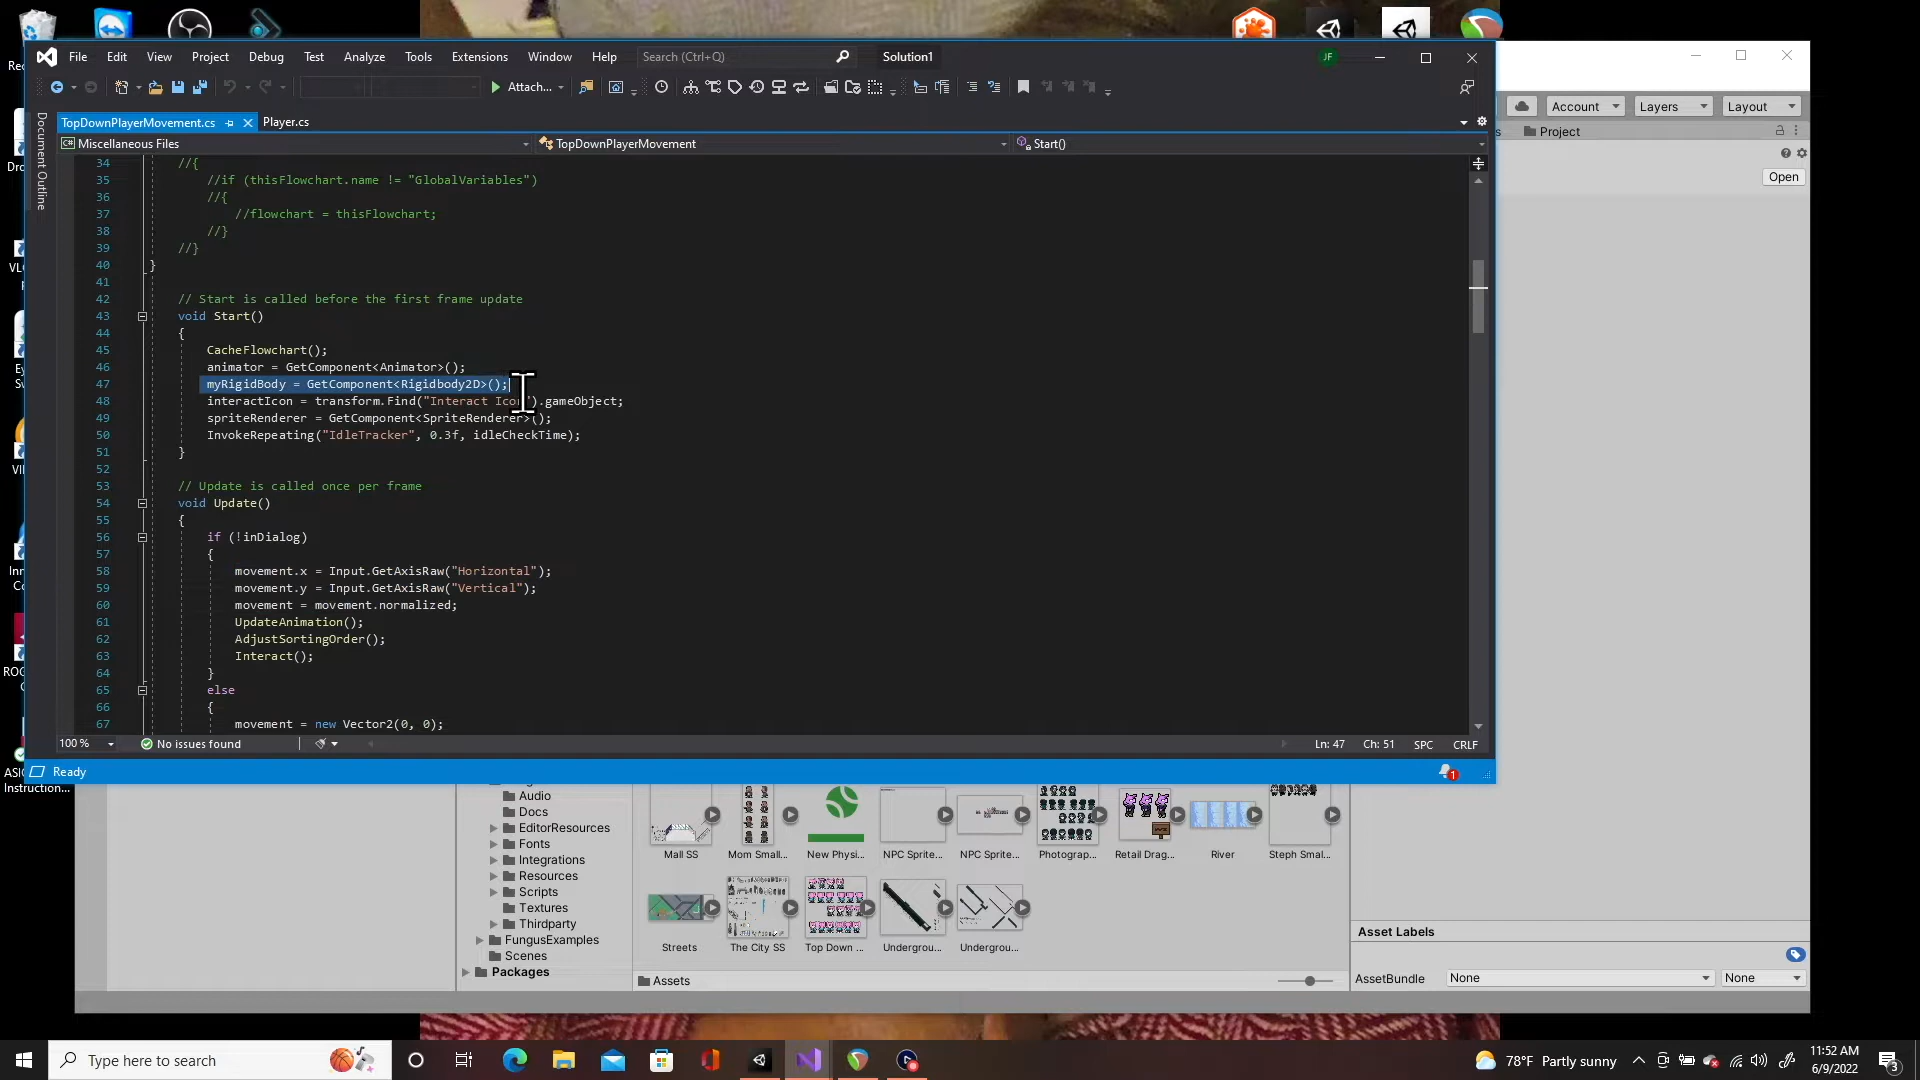 File Edit View Project Debug Test Analyze Tools Extensions Window Help Search (Ctrl+Q) Solution1 JF
Attach...
Account Layers Layout
TopDownPlayerMovement.cs Player.cs
Project
Miscellaneous Files TopDownPlayerMovement Start()
Open
Document Outline
34 //{
35 //if (thisFlowchart.name != "GlobalVariables")
36 //{
37 //flowchart = thisFlowchart;
38 //}
39 //}
40 }
41
42 // Start is called before the first frame update
43 void Start()
44 {
45 CacheFlowchart();
46 animator = GetComponent<Animator>();
47 myRigidBody = GetComponent<Rigidbody2D>();
48 interactIcon = transform.Find("Interact Icon").gameObject;
49 spriteRenderer = GetComponent<SpriteRenderer>();
50 InvokeRepeating("IdleTracker", 0.3f, idleCheckTime);
51 }
52
53 // Update is called once per frame
54 void Update()
55 {
56 if (!inDialog)
57 {
58 movement.x = Input.GetAxisRaw("Horizontal");
59 movement.y = Input.GetAxisRaw("Vertical");
60 movement = movement.normalized;
61 UpdateAnimation();
62 AdjustSortingOrder();
63 Interact();
64 }
65 else
66 {
67 movement = new Vector2(0, 0);
100 % No issues found Ln: 47 Ch: 51 SPC CRLF
Ready 1
Instruction...
Audio
Docs
EditorResources
Fonts
Integrations
Resources
Scripts
Textures
Thirdparty
FungusExamples
Scenes
Packages
Mall SS Mom Small... New Physi... NPC Sprite... NPC Sprite... Photograp... Retail Drag... River Steph Smal...
Streets The City SS Top Down ... Undergrou... Undergrou...
Assets
Asset Labels
AssetBundle None None
Type here to search
78°F Partly sunny
11:52 AM
6/9/2022
3